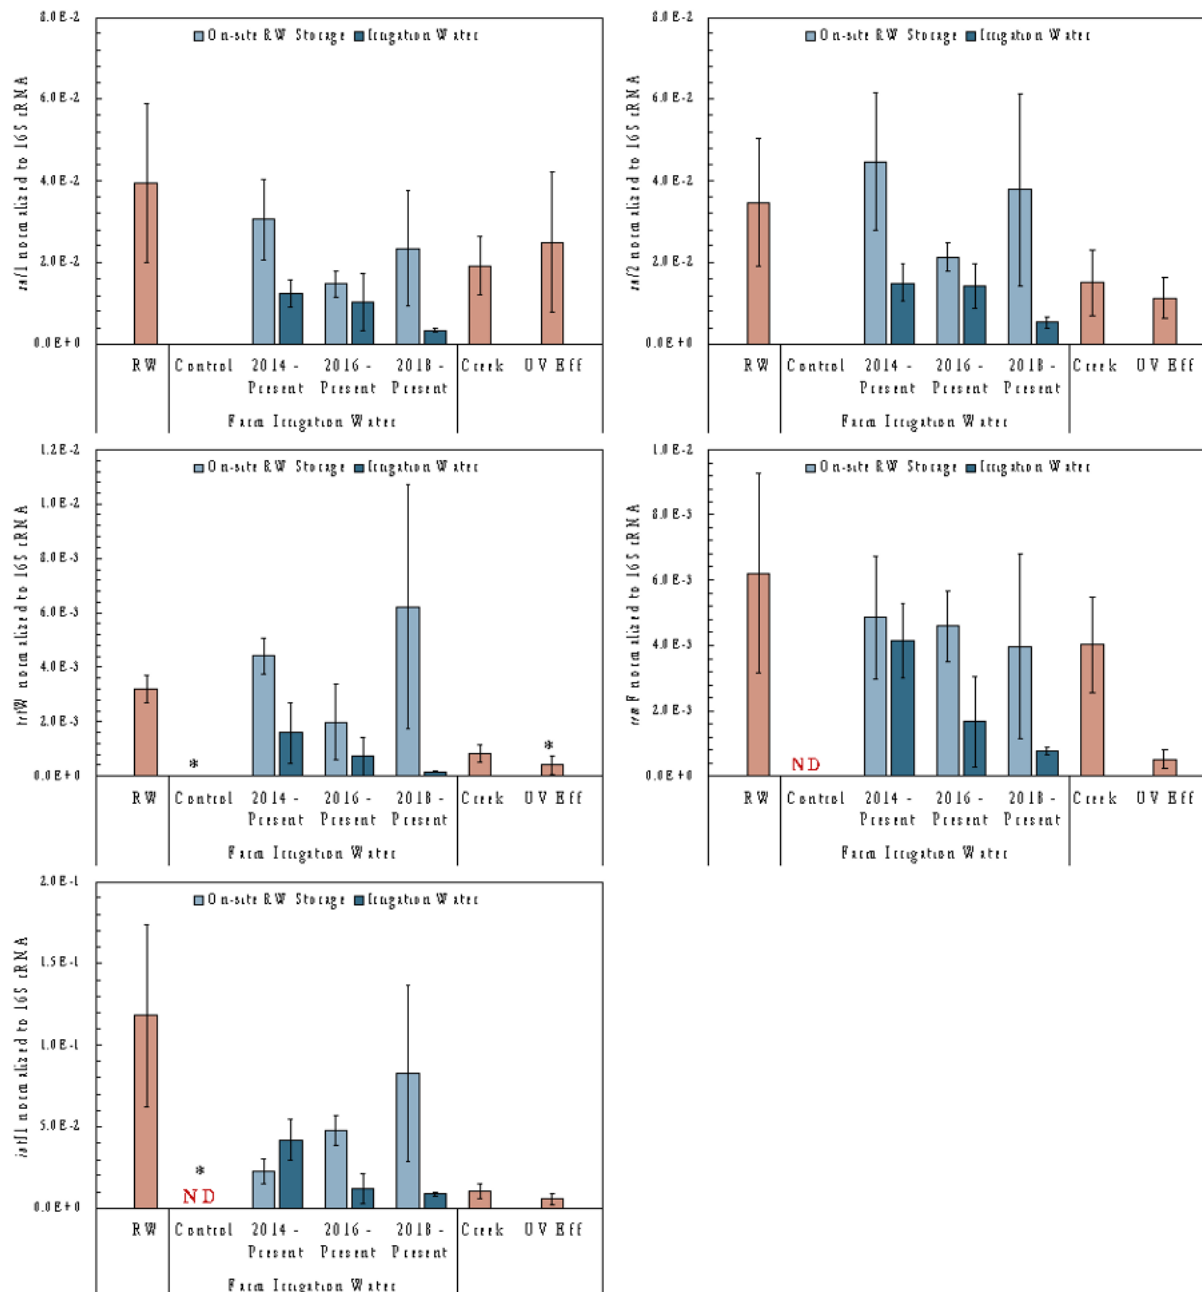 8.0E-2
On-site RW Storage Irrigation Water
6.0E-2
4.0E-2
2.0E-2
0.0E+0
sul1 normalized to 16S rRNA
RW Control 2014 - Present 2016 - Present 2018 - Present Creek UV Eff
Farm Irrigation Water
8.0E-2
On-site RW Storage Irrigation Water
6.0E-2
4.0E-2
2.0E-2
0.0E+0
sul2 normalized to 16S rRNA
RW Control 2014 - Present 2016 - Present 2018 - Present Creek UV Eff
Farm Irrigation Water
1.2E-2
On-site RW Storage Irrigation Water
1.0E-2
8.0E-3
6.0E-3
4.0E-3
2.0E-3
0.0E+0
tetW normalized to 16S rRNA
* *
RW Control 2014 - Present 2016 - Present 2018 - Present Creek UV Eff
Farm Irrigation Water
1.0E-2
On-site RW Storage Irrigation Water
8.0E-3
6.0E-3
4.0E-3
2.0E-3
0.0E+0
ermF normalized to 16S rRNA
ND
RW Control 2014 - Present 2016 - Present 2018 - Present Creek UV Eff
Farm Irrigation Water
2.0E-1
On-site RW Storage Irrigation Water
1.5E-1
1.0E-1
5.0E-2
0.0E+0
intI1 normalized to 16S rRNA
*
ND
RW Control 2014 - Present 2016 - Present 2018 - Present Creek UV Eff
Farm Irrigation Water